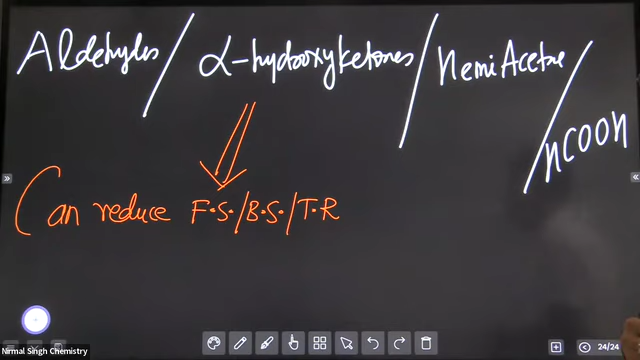 Aldehydes / α-hydroxyketones / Hemi Acetal / HCOOH
Can reduce F.S. / B.S. / T.R
24/24
Nirmal Singh Chemistry